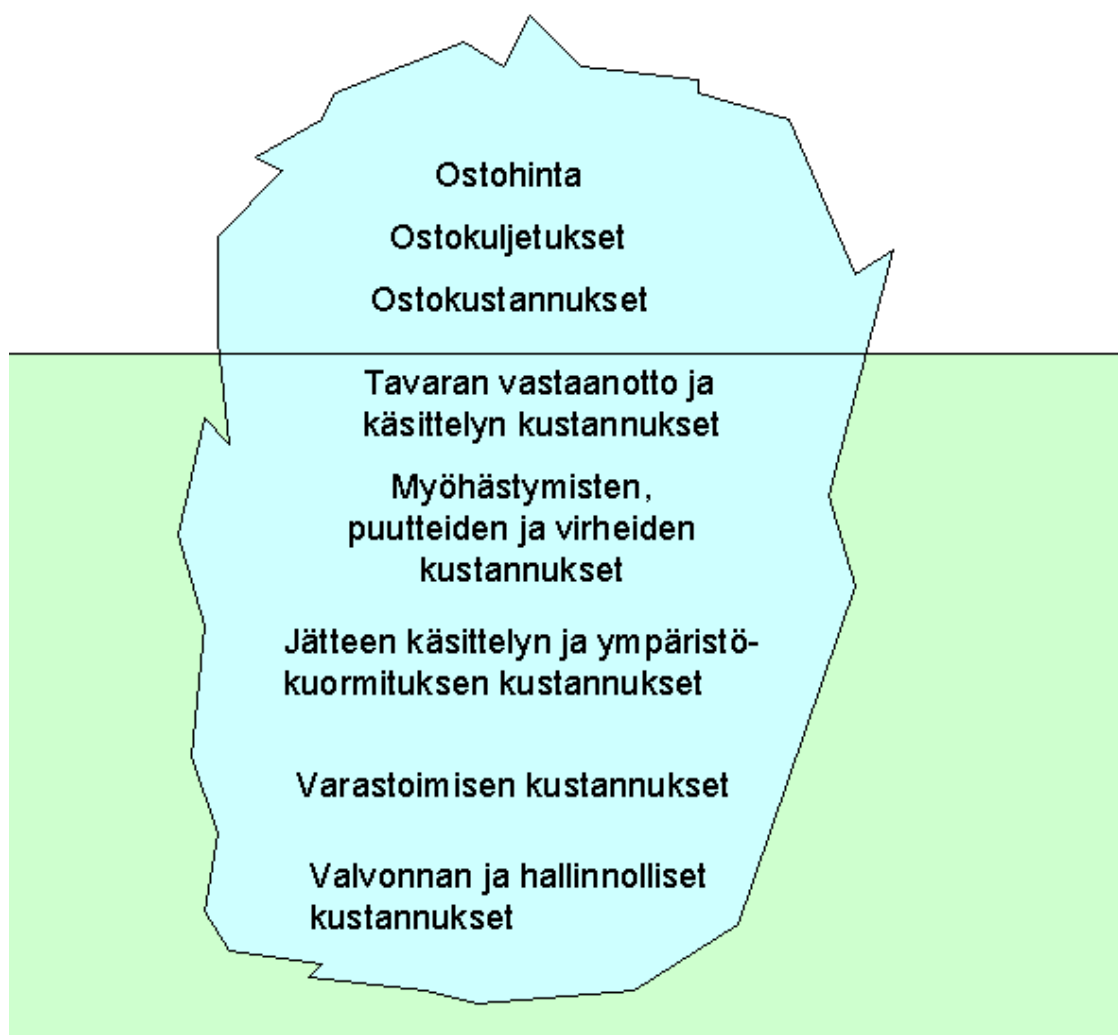 Ostohinta
Ostokuljetukset
Ostokustannukset
Tavaran vastaanotto ja
käsittelyn kustannukset
Myöhästymisten,
puutteiden ja virheiden
kustannukset
Jätteen käsittelyn ja ympäristö-
kuormituksen kustannukset
Varastoimisen kustannukset
Valvonnan ja hallinnolliset
kustannukset